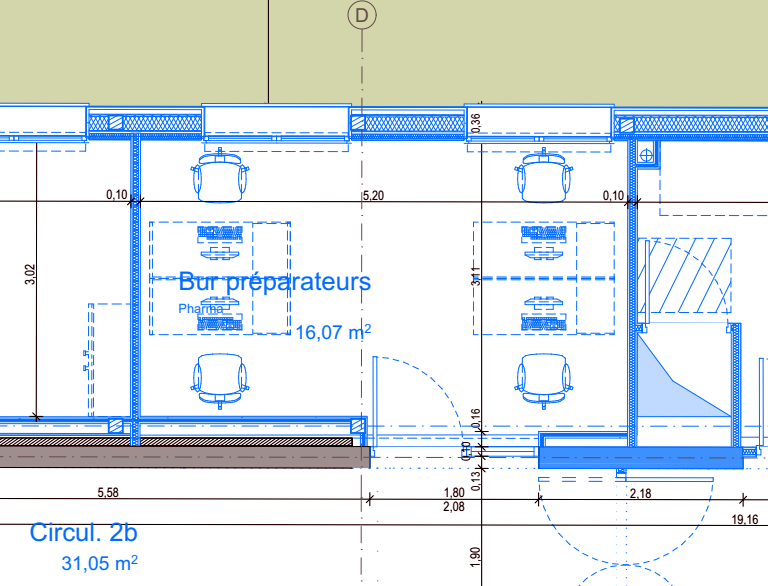 D
0,36
0,10
5,20
0,10
3,02
3,11
Bur préparateurs
Pharma
16,07 m²
0,16
0,10
0,13
5,58
1,80
2,08
2,18
19,16
Circul. 2b
31,05 m²
1,90